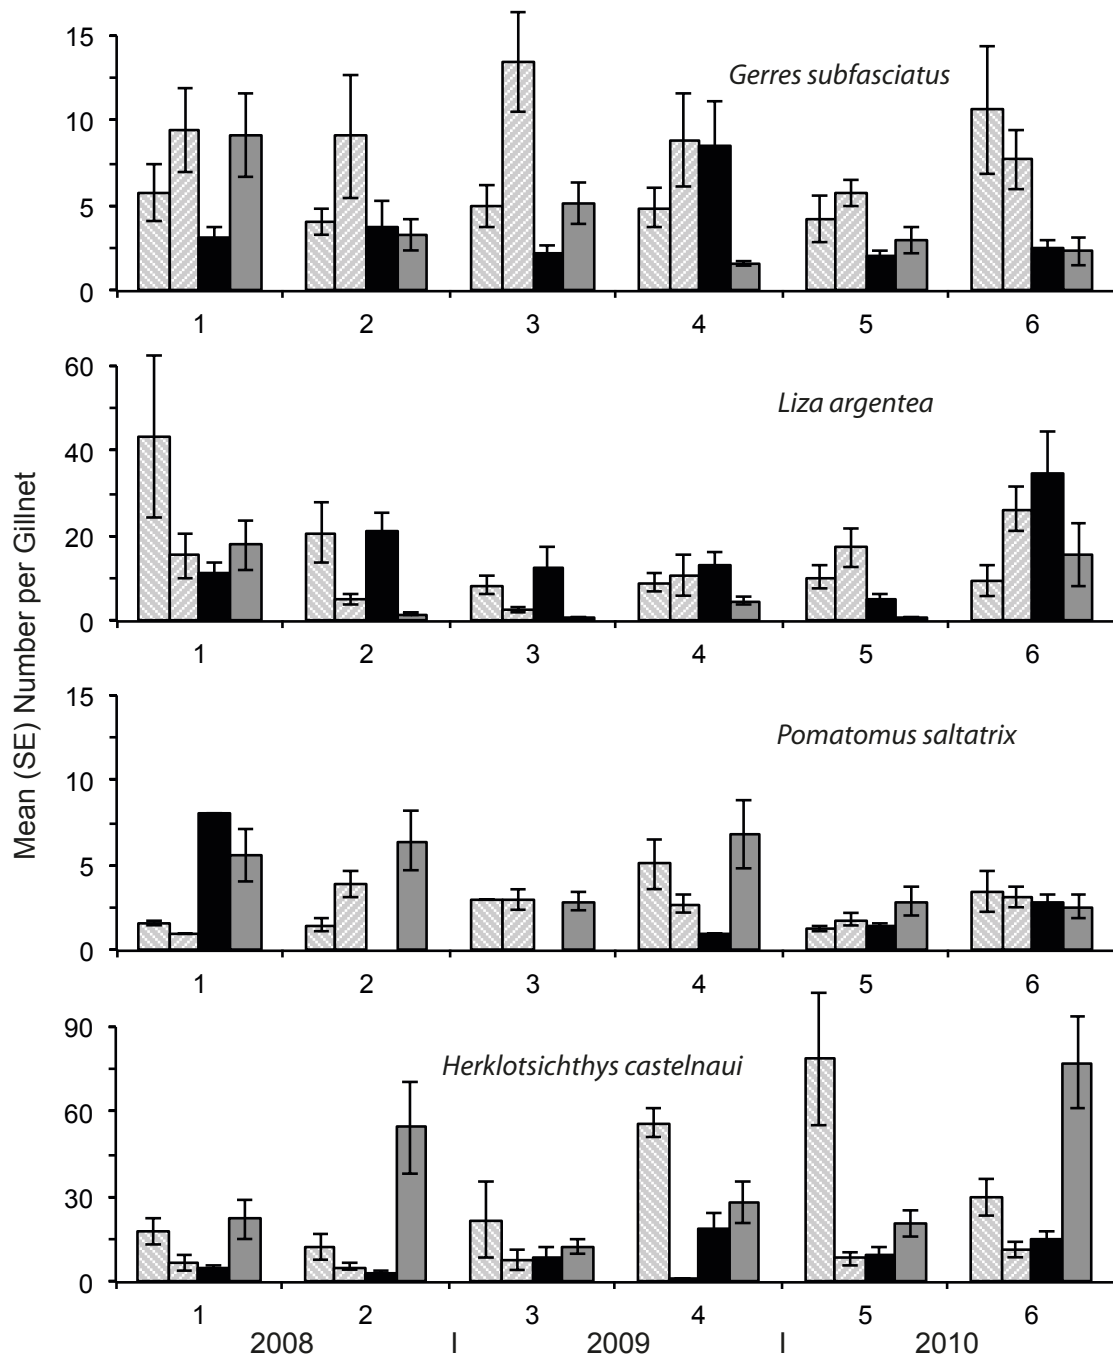 Mean (SE) Number per Gillnet
15
Gerres subfasciatus
10
5
0
1 2 3 4 5 6
60
Liza argentea
40
20
0
1 2 3 4 5 6
15
Pomatomus saltatrix
10
5
0
1 2 3 4 5 6
90
Herklotsichthys castelnaui
60
30
0
1 2 3 4 5 6
2008 I 2009 I 2010